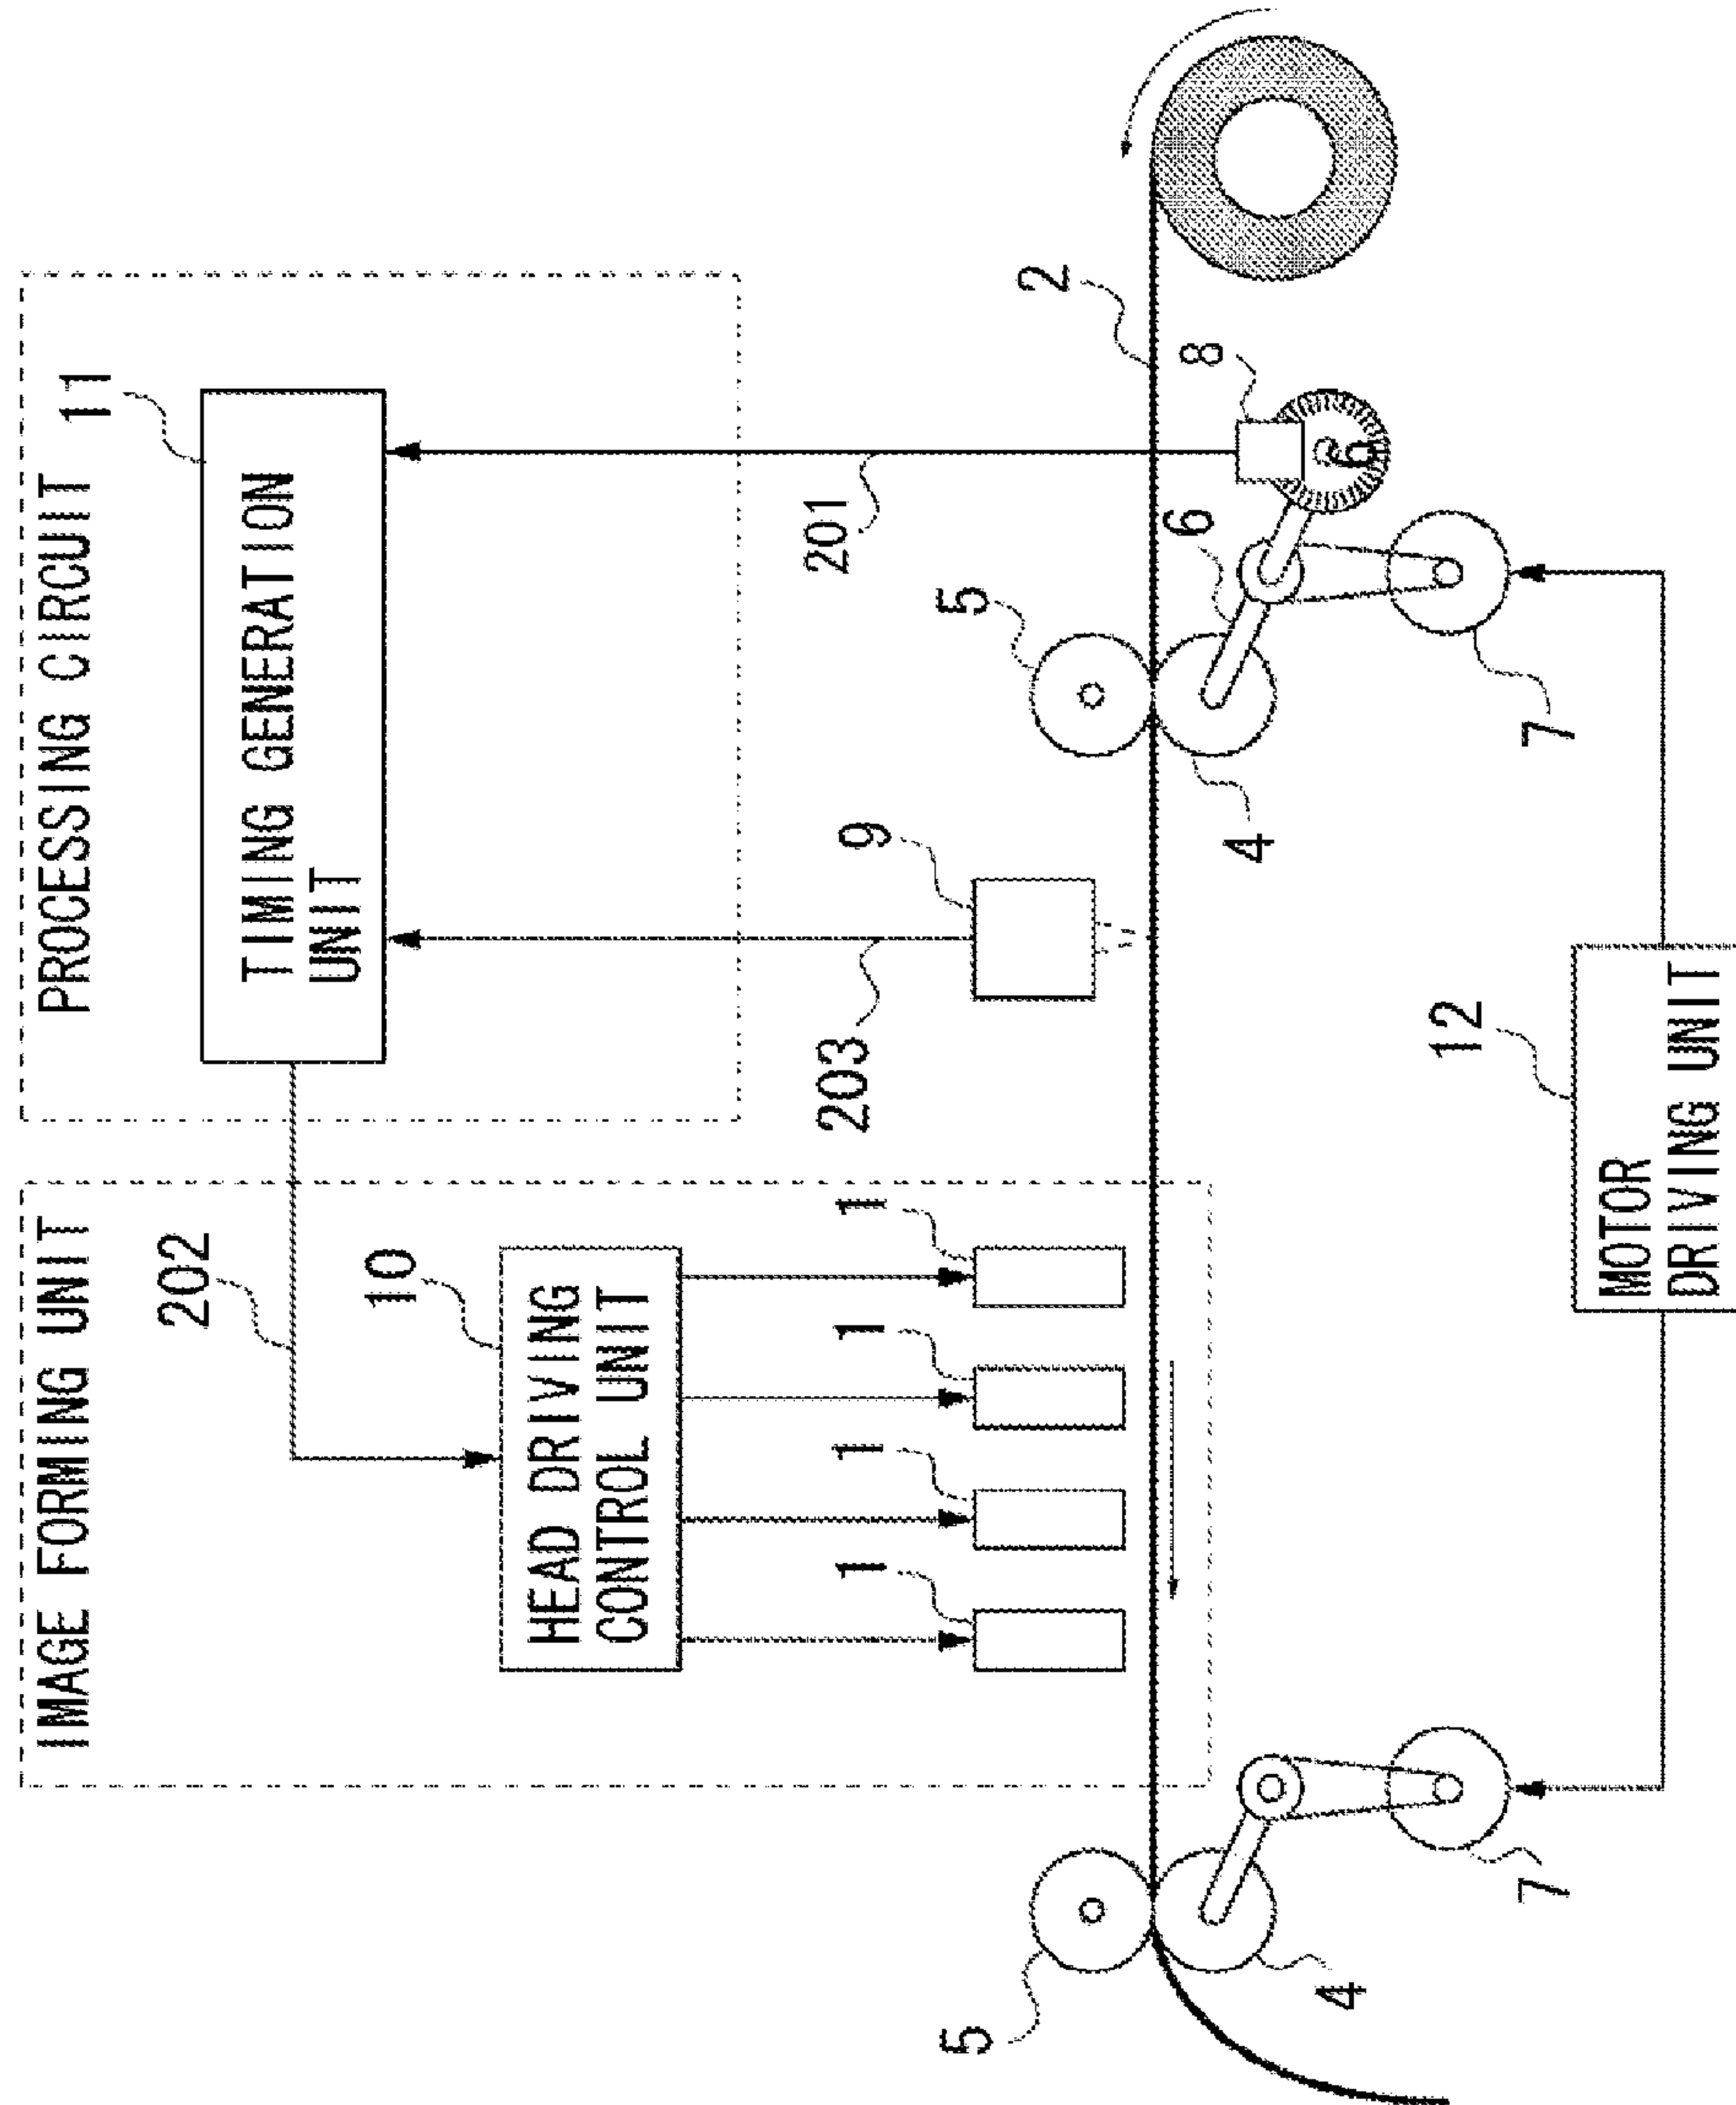 IMAGE FORMING UNIT
PROCESSING CIRCUIT
11
TIMING GENERATION
UNIT
202
10
HEAD DRIVING
CONTROL UNIT
1
1
1
1
203
9
201
5
5
2
8
6
6
4
4
7
7
12
MOTOR
DRIVING UNIT